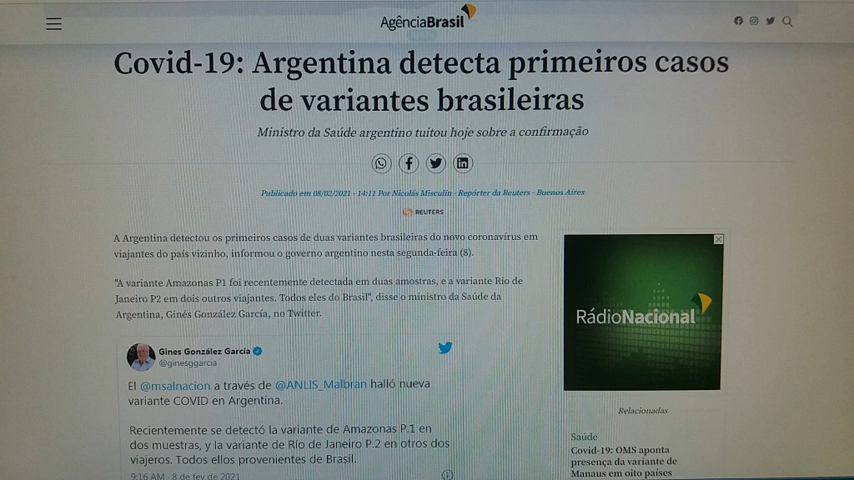 AgênciaBrasil
Covid-19: Argentina detecta primeiros casos
de variantes brasileiras
Ministro da Saúde argentino tuitou hoje sobre a confirmação
Publicado em 08/02/2021 - 14:11 Por Nicolás Misculin - Repórter da Reuters - Buenos Aires
REUTERS
A Argentina detectou os primeiros casos de duas variantes brasileiras do novo coronavírus em
viajantes do país vizinho, informou o governo argentino nesta segunda-feira (8).
"A variante Amazonas P1 foi recentemente detectada em duas amostras, e a variante Rio de
Janeiro P2 em dois outros viajantes. Todos eles do Brasil", disse o ministro da Saúde da
Argentina, Ginés González García, no Twitter.
Gines González García
@ginesggarcia
El @msalnacion a través de @ANLIS_Malbran halló nueva
variante COVID en Argentina.
Recientemente se detectó la variante de Amazonas P.1 en
dos muestras, y la variante de Río de Janeiro P.2 en otros dos
viajeros. Todos ellos provenientes de Brasil.
9:16 AM · 8 de fev de 2021
RádioNacional
Relacionadas
Saúde
Covid-19: OMS aponta
presença da variante de
Manaus em oito países